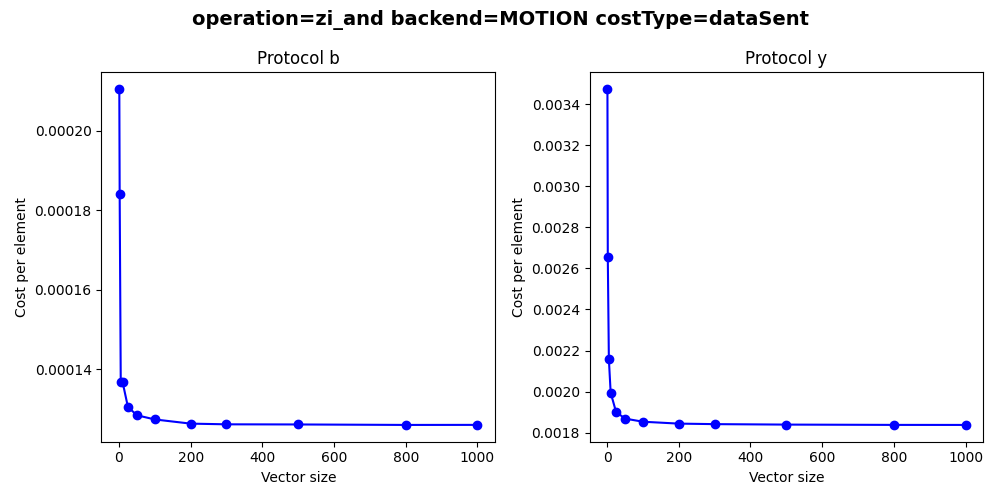 operation=zi_and backend=MOTION costType=dataSent
Protocol b
Cost per element
0.00020
0.00018
0.00016
0.00014
0 200 400 600 800 1000
Vector size
Protocol y
Cost per element
0.0034
0.0032
0.0030
0.0028
0.0026
0.0024
0.0022
0.0020
0.0018
0 200 400 600 800 1000
Vector size